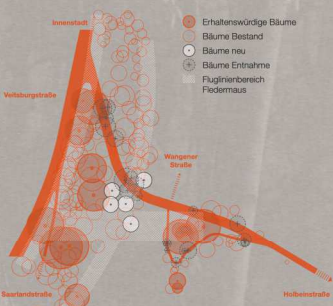 Innenstadt
Erhaltenswürdige Bäume
Bäume Bestand
Bäume neu
Bäume Entnahme
Fluglinienbereich
Fledermaus
Veitsburgstraße
Wangener
Straße
Saarlandstraße
Holbeinstraße